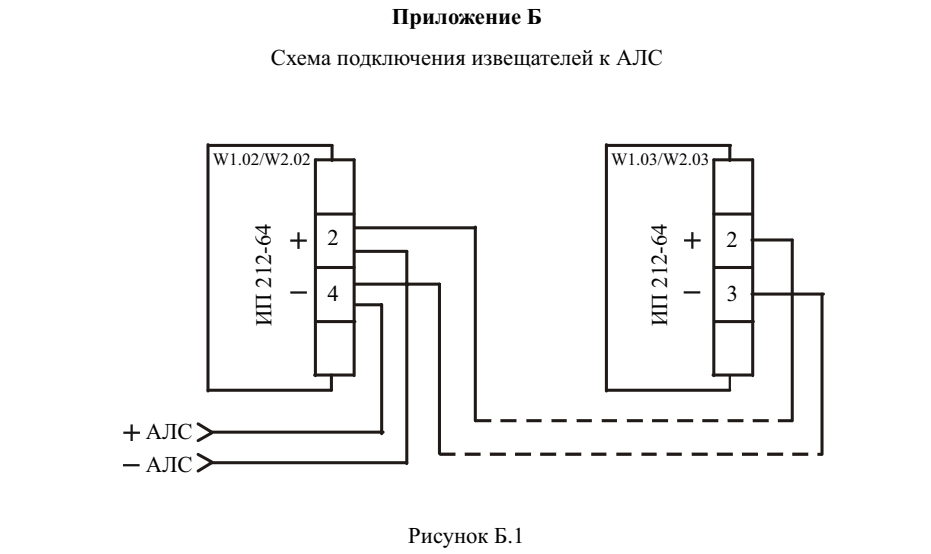 Приложение Б
Схема подключения извещателей к АЛС
W1.02/W2.02
ИП 212-64
+ 2
− 4
W1.03/W2.03
ИП 212-64
+ 2
− 3
+ АЛС
− АЛС
Рисунок Б.1